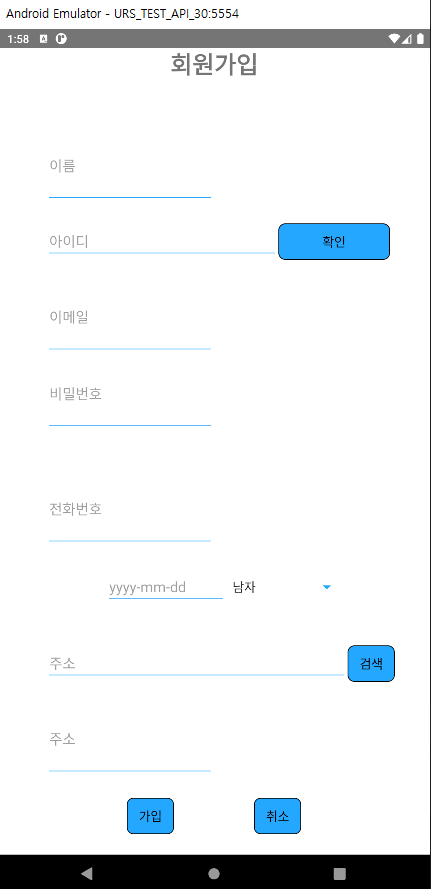 Android Emulator - URS_TEST_API_30:5554
1:58
회원가입
이름
아이디 확인
이메일
비밀번호
전화번호
yyyy-mm-dd 남자
주소 검색
주소
가입 취소